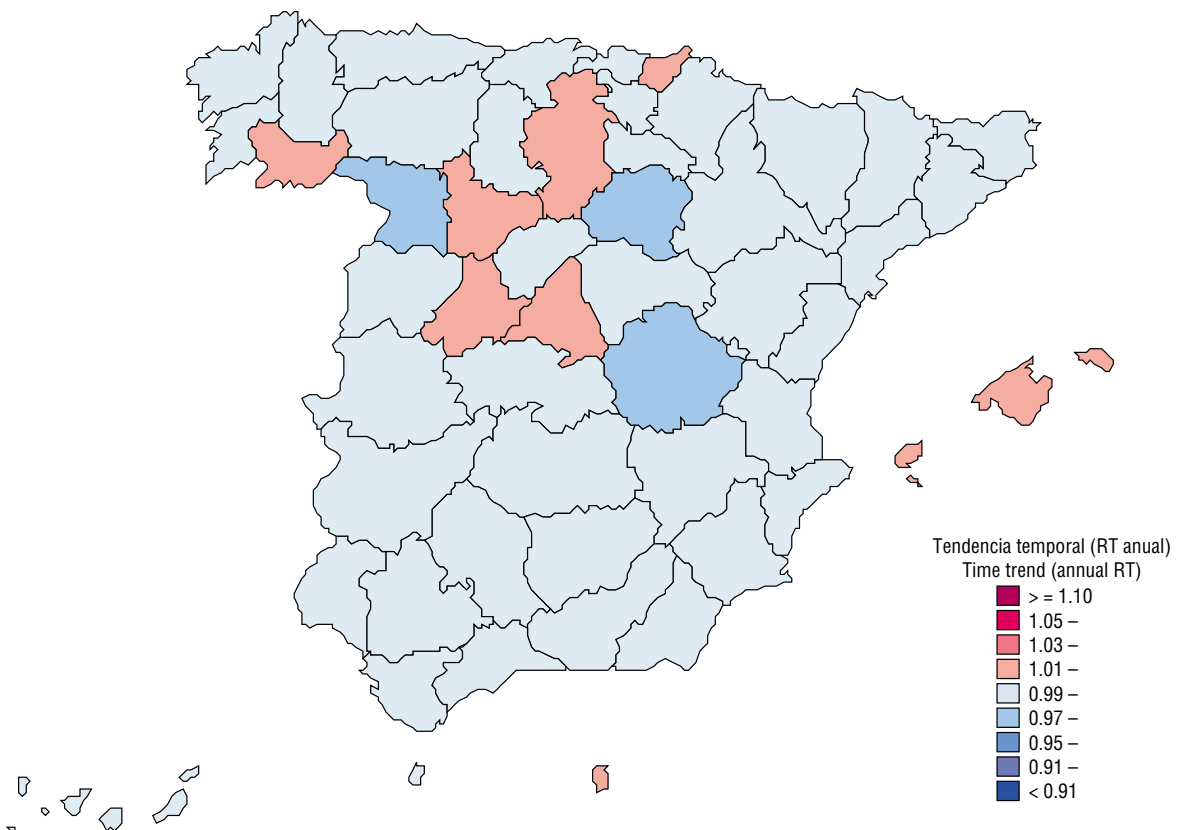 Tendencia temporal (RT anual)
Time trend (annual RT)
> = 1.10
1.05 –
1.03 –
1.01 –
0.99 –
0.97 –
0.95 –
0.91 –
< 0.91